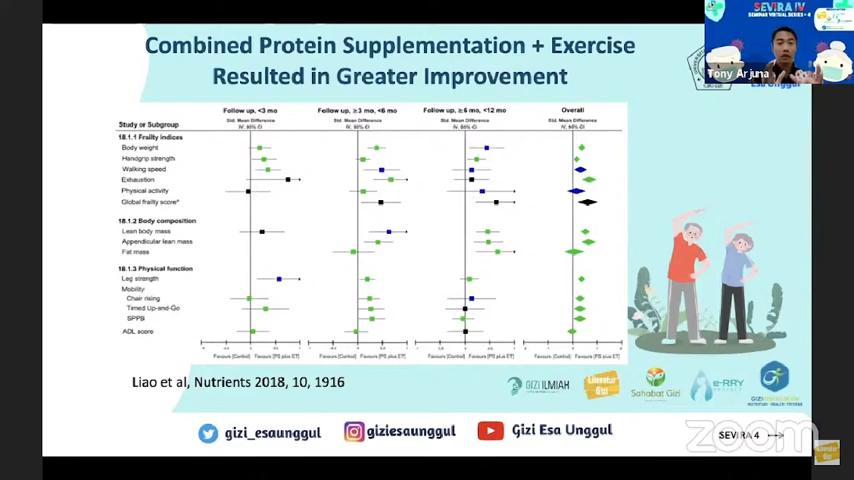 SEVIRA IV
SEMINAR VIRTUAL SERIES - 4
Tony Arjuna
Esa Unggul
Combined Protein Supplementation + Exercise
Resulted in Greater Improvement
Follow up, <3 mo
Follow up, ≥3 mo, <6 mo
Follow up, ≥6 mo, <12 mo
Overall
Study or Subgroup
Std. Mean Difference
IV, 95% CI
Std. Mean Difference
IV, 95% CI
Std. Mean Difference
IV, 95% CI
Std. Mean Difference
IV, 95% CI
18.1.1 Frailty indices
Body weight
Handgrip strength
Walking speed
Exhaustion
Physical activity
Global frailty score*
18.1.2 Body composition
Lean body mass
Appendicular lean mass
Fat mass
18.1.3 Physical function
Leg strength
Mobility
Chair rising
Timed Up-and-Go
SPPB
ADL score
Favours [Control] Favours [PS plus ET]
Favours [Control] Favours [PS plus ET]
Favours [Control] Favours [PS plus ET]
Favours [Control] Favours [PS plus ET]
Liao et al, Nutrients 2018, 10, 1916
GIZI ILMIAH
Literatur
Gizi
Sahabat Gizi
e-RRY
gizi_esaunggul
giziesaunggul
Gizi Esa Unggul
SEVIRA 4
zoom